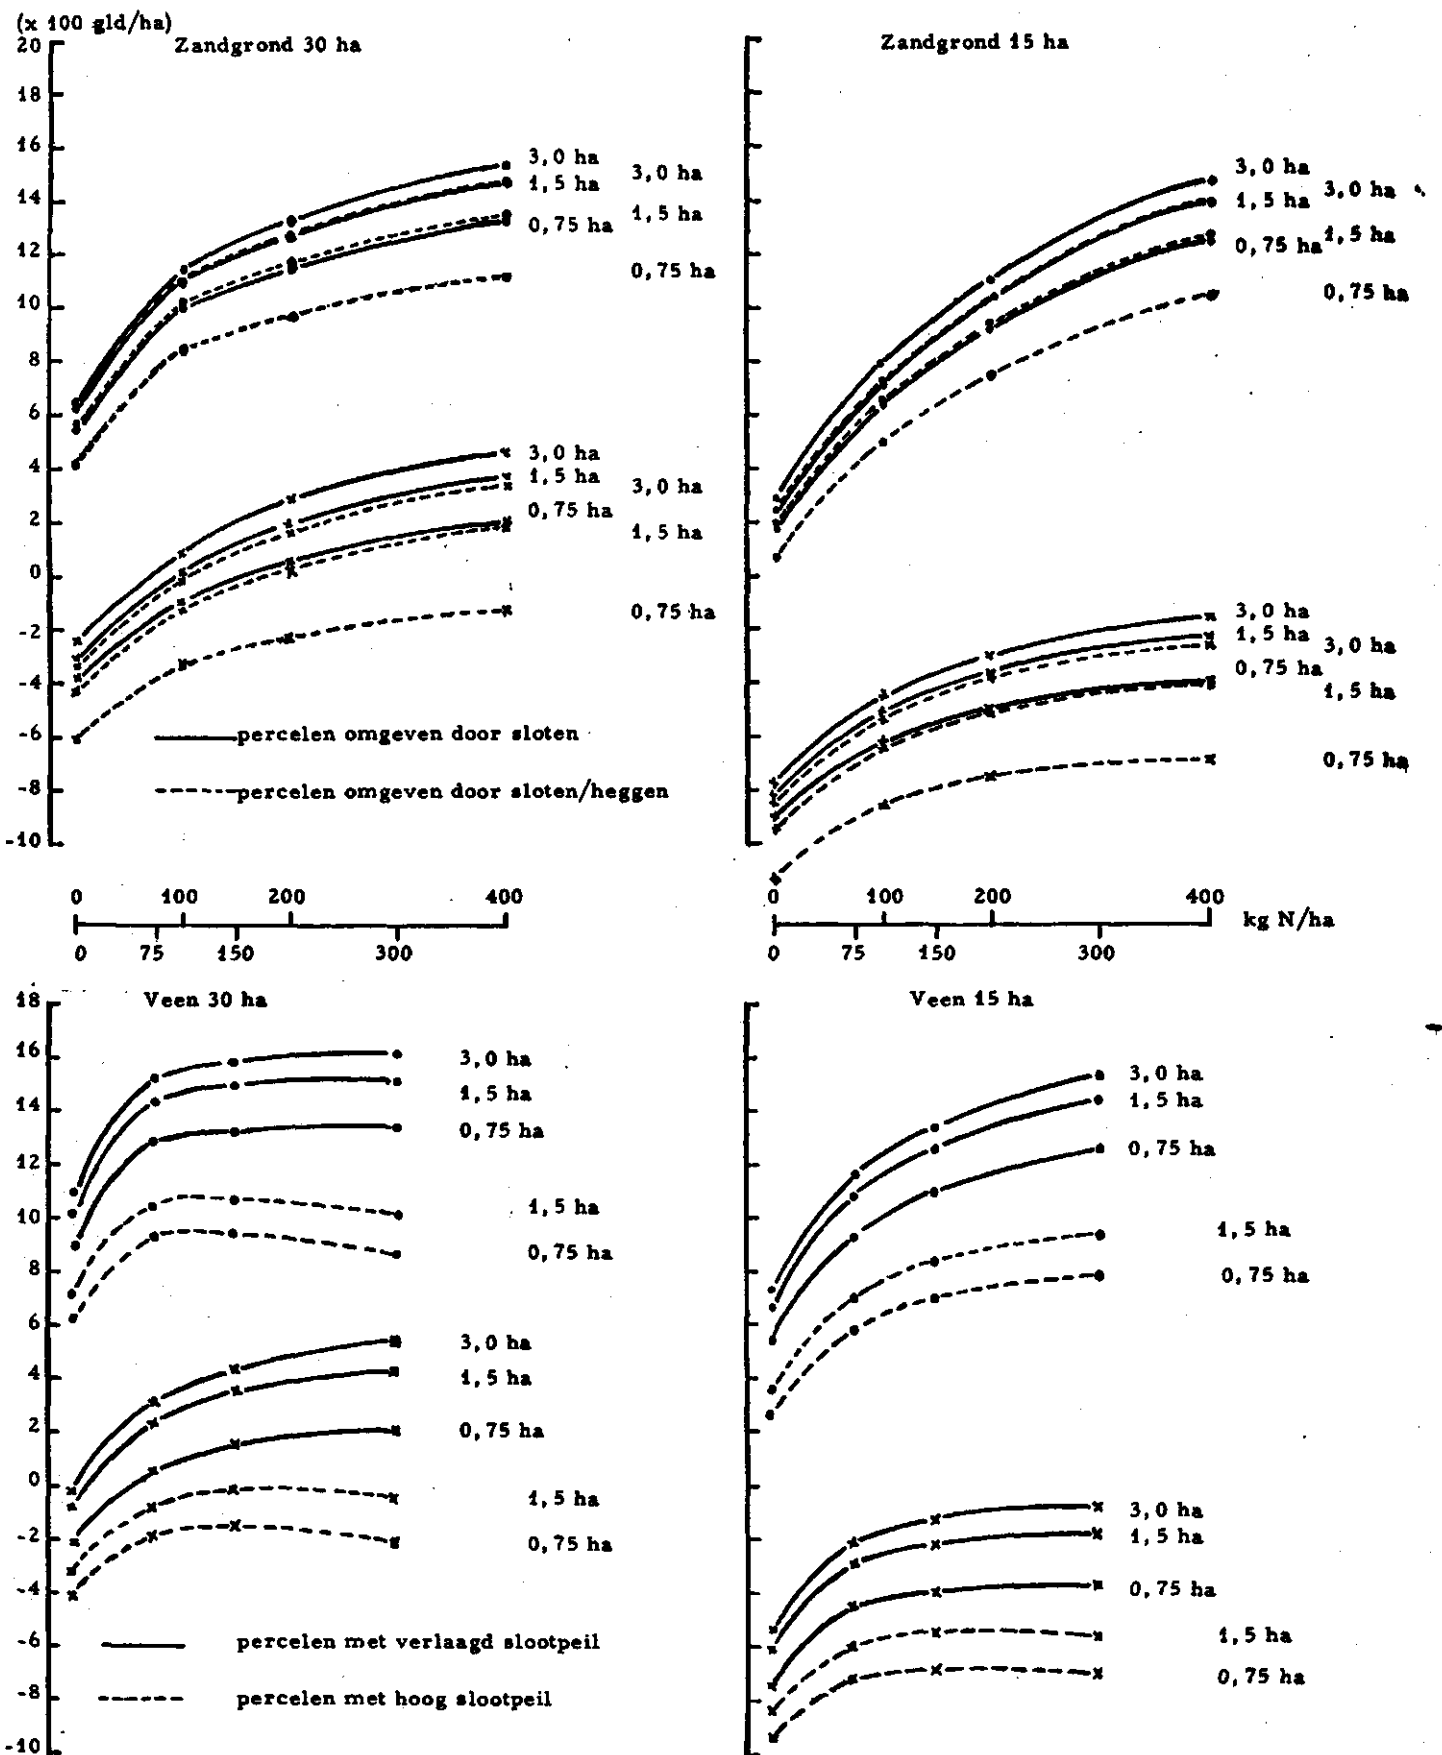 (x 100 gld/ha)
Zandgrond 30 ha
Zandgrond 15 ha
20
18
16
14
12
10
8
6
4
2
0
-2
-4
-6
-8
-10
3,0 ha
3,0 ha
1,5 ha
1,5 ha
0,75 ha
0,75 ha
3,0 ha
1,5 ha
3,0 ha
0,75 ha
1,5 ha
0,75 ha
percelen omgeven door sloten
percelen omgeven door sloten/heggen
3,0 ha
3,0 ha
1,5 ha
1,5 ha
0,75 ha
0,75 ha
3,0 ha
1,5 ha
3,0 ha
0,75 ha
1,5 ha
0,75 ha
0 100 200 400
0 75 150 300
0 100 200 400
kg N/ha
0 75 150 300
Veen 30 ha
Veen 15 ha
18
16
14
12
10
8
6
4
2
0
-2
-4
-6
-8
-10
3,0 ha
1,5 ha
0,75 ha
1,5 ha
0,75 ha
3,0 ha
1,5 ha
0,75 ha
1,5 ha
0,75 ha
percelen met verlaagd slootpeil
percelen met hoog slootpeil
3,0 ha
1,5 ha
0,75 ha
1,5 ha
0,75 ha
3,0 ha
1,5 ha
0,75 ha
1,5 ha
0,75 ha